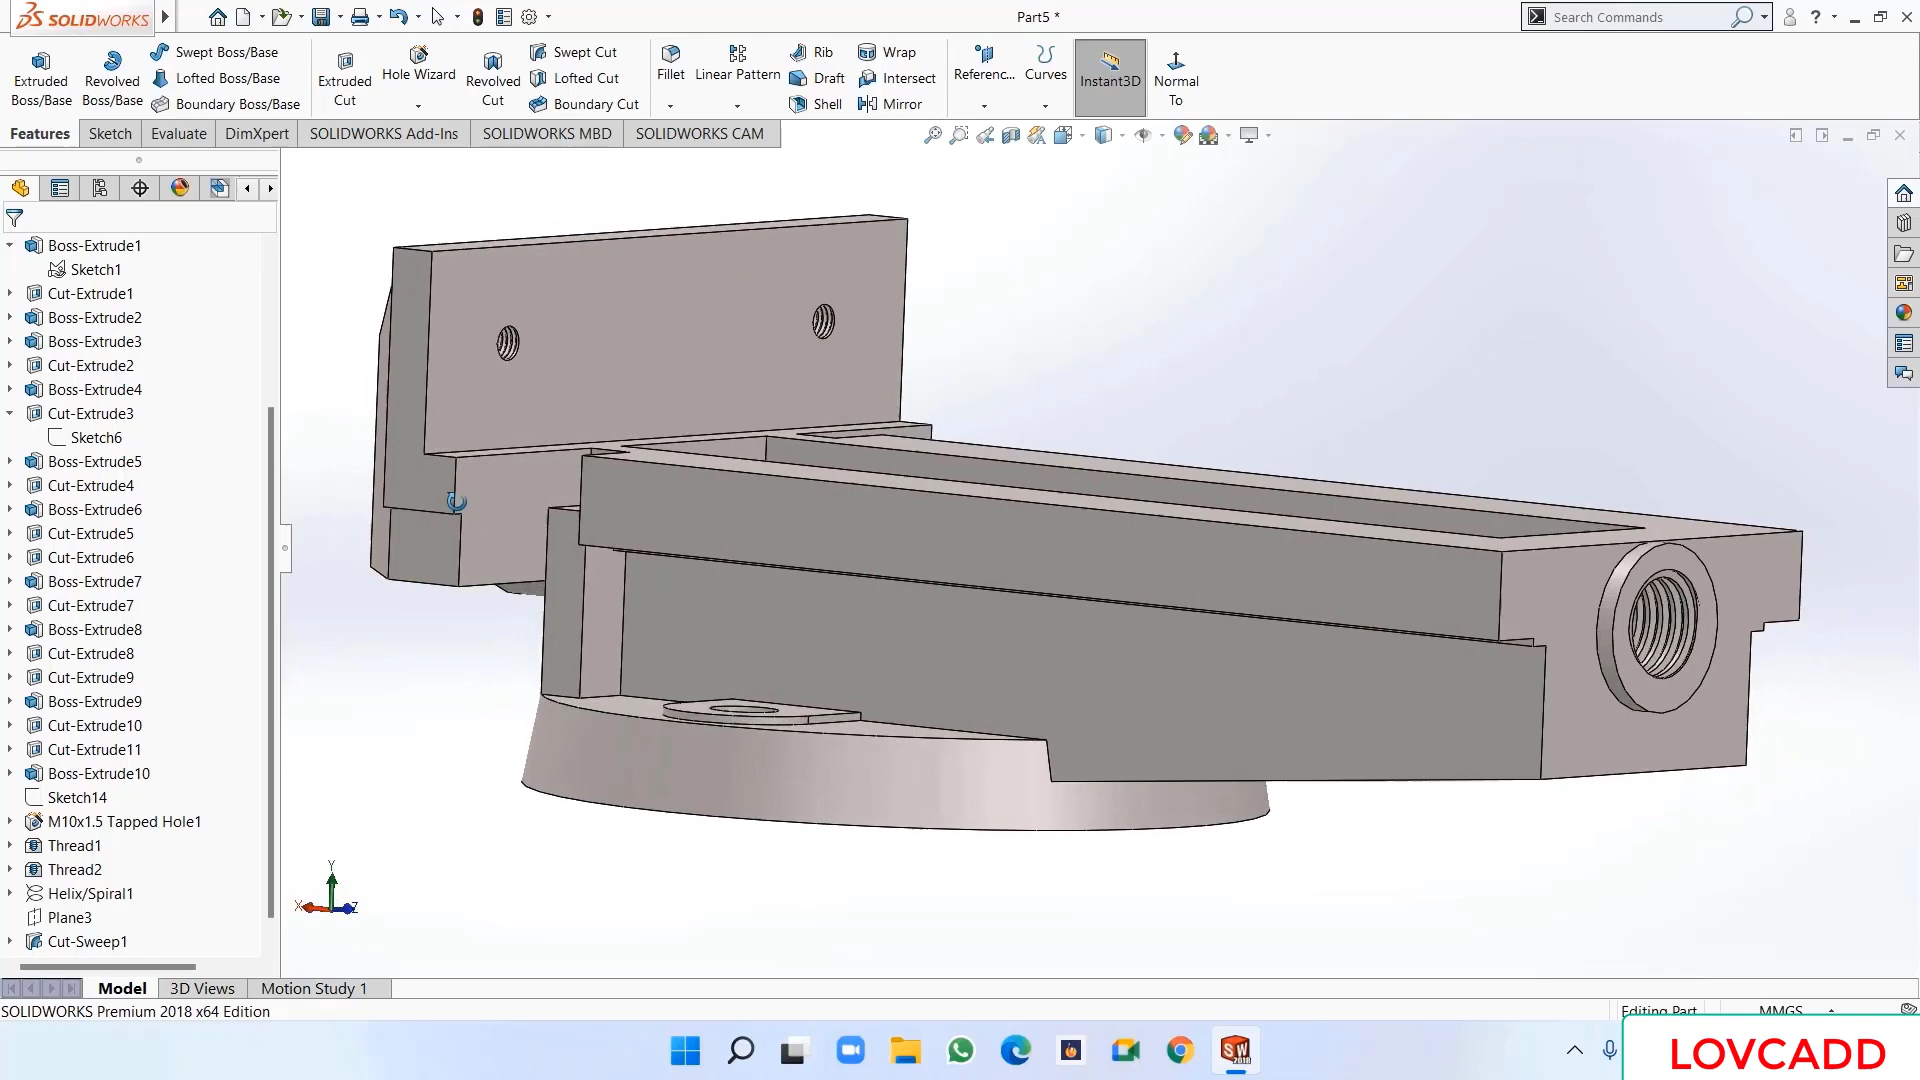 SOLIDWORKS
Part5 *
Search Commands
?
Extruded Boss/Base
Revolved Boss/Base
Swept Boss/Base
Lofted Boss/Base
Boundary Boss/Base
Extruded Cut
Hole Wizard
Revolved Cut
Swept Cut
Lofted Cut
Boundary Cut
Fillet
Linear Pattern
Rib
Draft
Shell
Wrap
Intersect
Mirror
Referenc...
Curves
Instant3D
Normal To
Features
Sketch
Evaluate
DimXpert
SOLIDWORKS Add-Ins
SOLIDWORKS MBD
SOLIDWORKS CAM
Boss-Extrude1
Sketch1
Cut-Extrude1
Boss-Extrude2
Boss-Extrude3
Cut-Extrude2
Boss-Extrude4
Cut-Extrude3
Sketch6
Boss-Extrude5
Cut-Extrude4
Boss-Extrude6
Cut-Extrude5
Cut-Extrude6
Boss-Extrude7
Cut-Extrude7
Boss-Extrude8
Cut-Extrude8
Cut-Extrude9
Boss-Extrude9
Cut-Extrude10
Cut-Extrude11
Boss-Extrude10
Sketch14
M10x1.5 Tapped Hole1
Thread1
Thread2
Helix/Spiral1
Plane3
Cut-Sweep1
Y
X
Z
Model
3D Views
Motion Study 1
SOLIDWORKS Premium 2018 x64 Edition
Editing Part
MMGS
SW
2018
LOVCADD